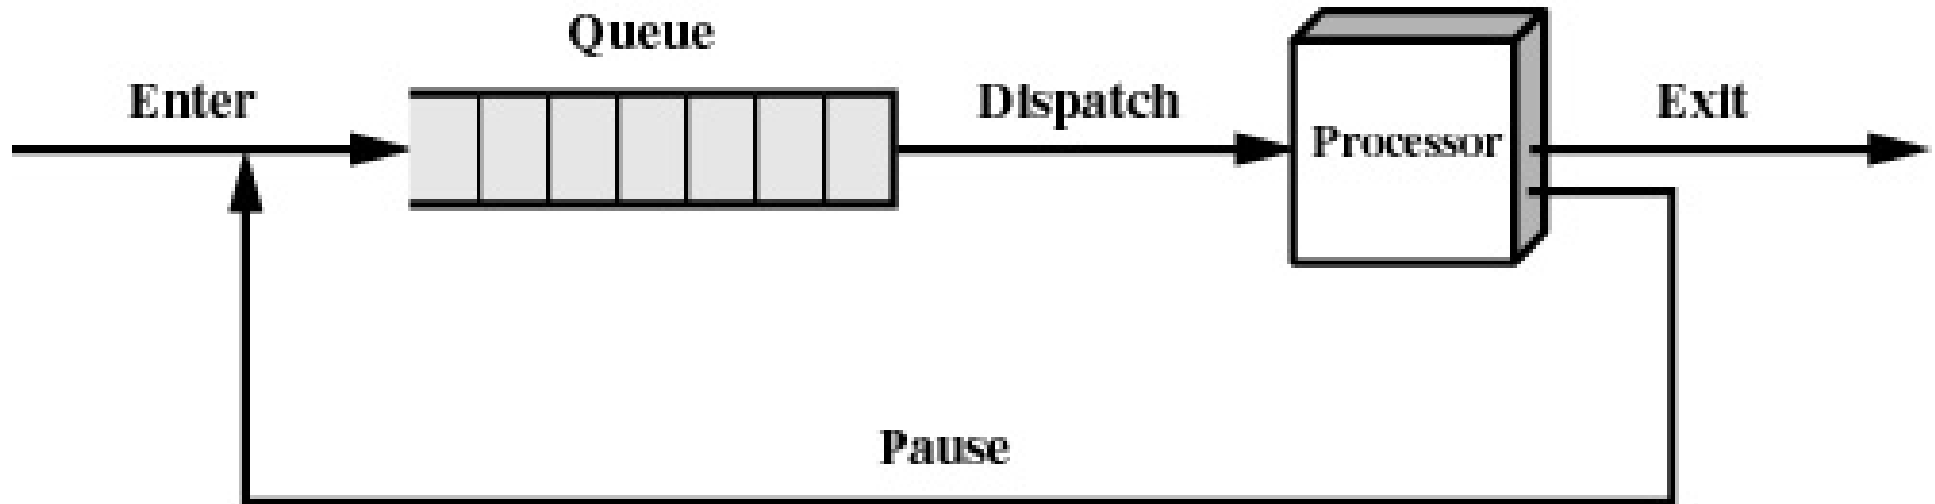 Queue
Enter
Dispatch
Exit
Processor
Pause